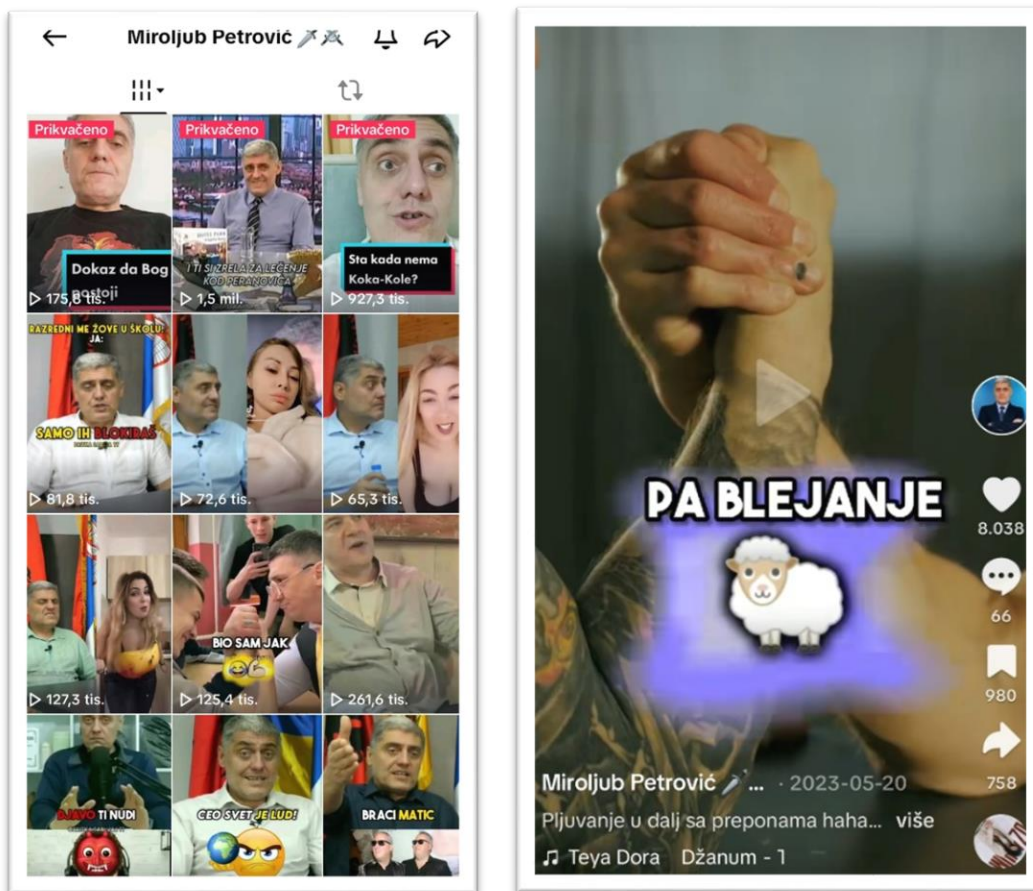 Miroljub Petrović
Prikvačeno
Prikvačeno
Prikvačeno
Dokaz da Bog
postoji
175,8 tis.
I TI SI ZRELA ZA LEČENJE
KOD PERANOVIĆA
1,5 mil.
Sta kada nema
Koka-Kole?
927,3 tis.
RAZREDNI ME ZOVE U ŠKOLU:
JA:
SAMO IH BLOKIRAŠ
81,8 tis.
72,6 tis.
65,3 tis.
127,3 tis.
BIO SAM JAK
125,4 tis.
261,6 tis.
ĐAVO TI NUDI
CEO SVET JE LUD!
BRACI MATIC
PA BLEJANJE
8.038
66
980
758
Miroljub Petrović ... · 2023-05-20
Pljuvanje u dalj sa preponama haha... više
Teya Dora Džanum - 1